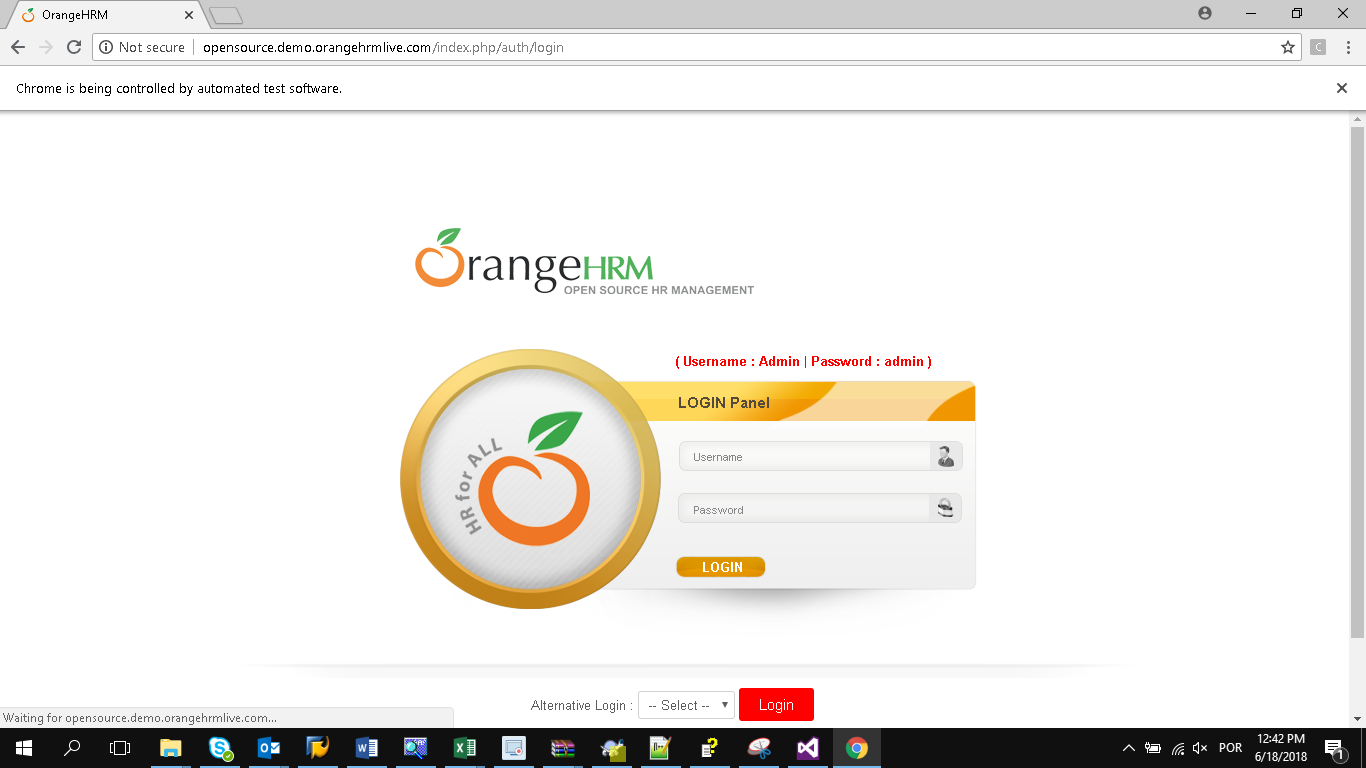 OrangeHRM
Not secure
opensource.demo.orangehrmlive.com/index.php/auth/login
C
Chrome is being controlled by automated test software.
OrangeHRM
OPEN SOURCE HR MANAGEMENT
( Username : Admin | Password : admin )
LOGIN Panel
HR for ALL
Username
Password
LOGIN
Alternative Login : -- Select -- Login
Waiting for opensource.demo.orangehrmlive.com...
POR
12:42 PM
6/18/2018
1